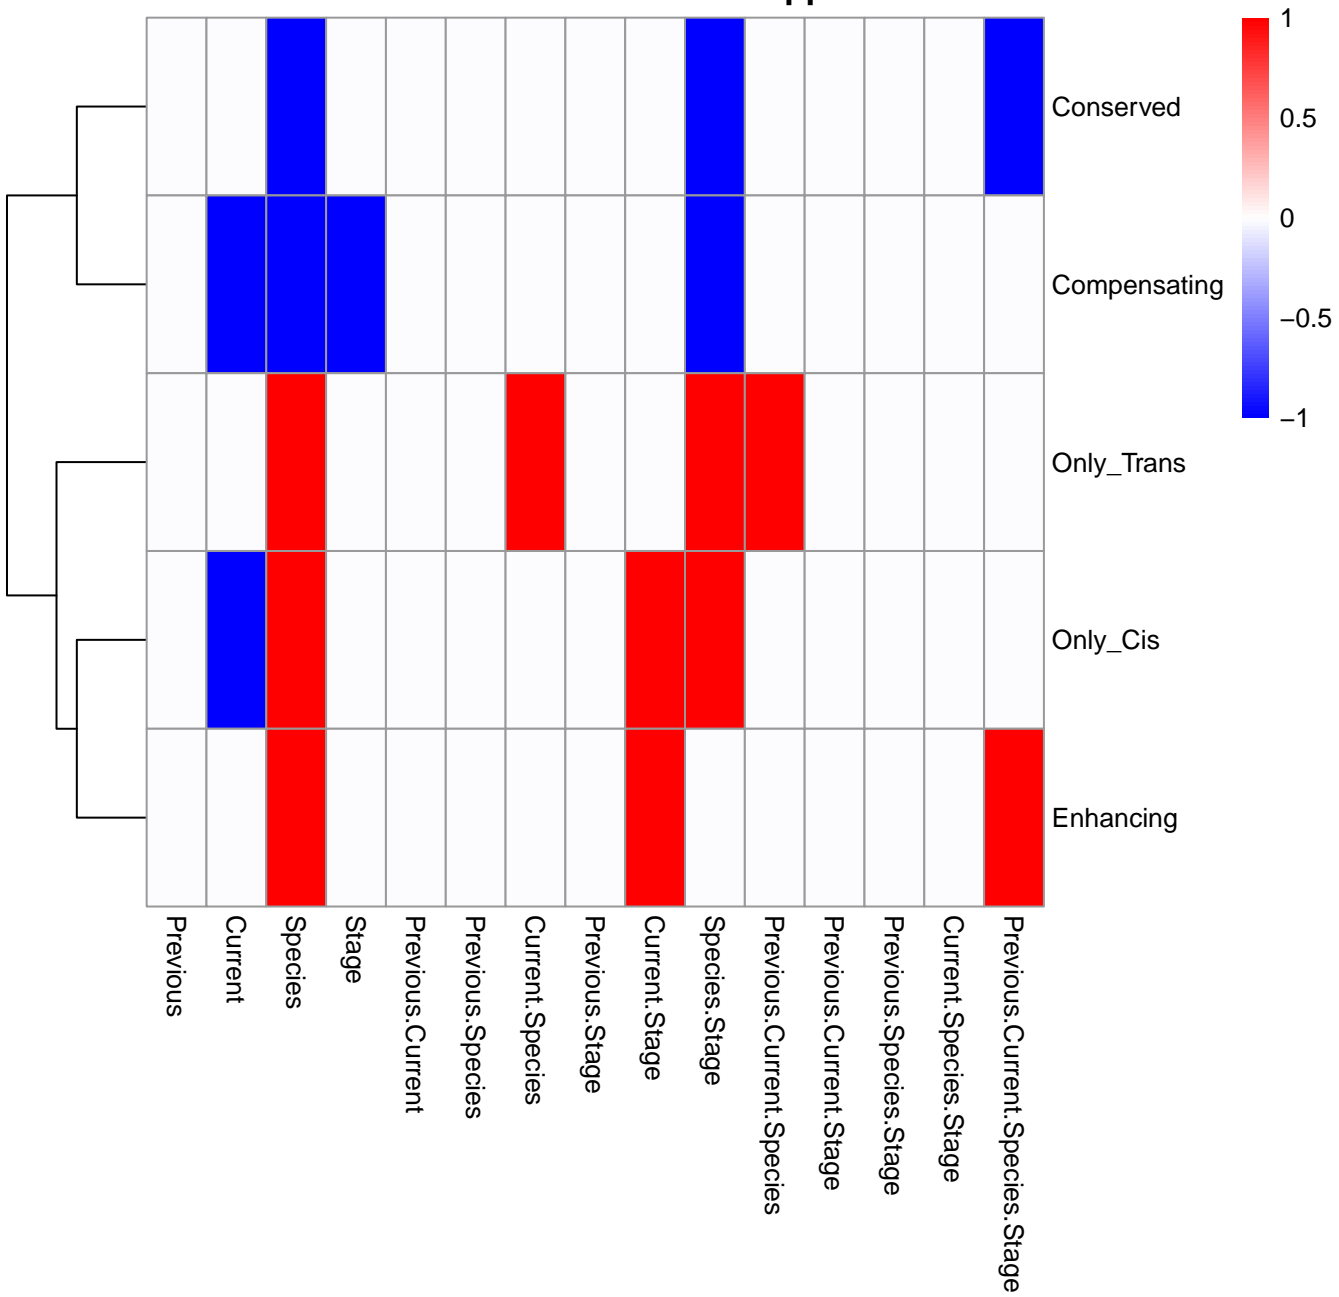 1
0.5
0
−0.5
−1
Conserved
Compensating
Only_Trans
Only_Cis
Enhancing
Previous
Current
Species
Stage
Previous.Current
Previous.Species
Current.Species
Previous.Stage
Current.Stage
Species.Stage
Previous.Current.Species
Previous.Current.Stage
Previous.Species.Stage
Current.Species.Stage
Previous.Current.Species.Stage